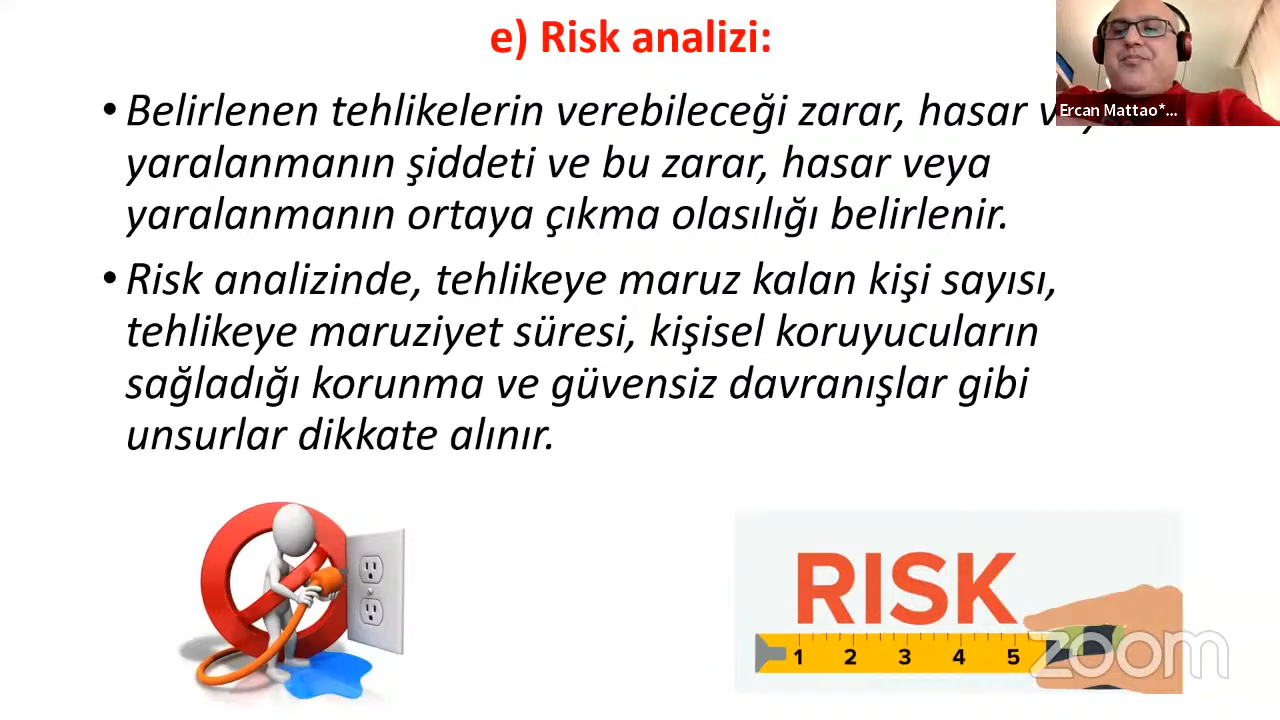 e) Risk analizi:
• Belirlenen tehlikelerin verebileceği zarar, hasar
yaralanmanın şiddeti ve bu zarar, hasar veya
yaralanmanın ortaya çıkma olasılığı belirlenir.
• Risk analizinde, tehlikeye maruz kalan kişi sayısı,
tehlikeye maruziyet süresi, kişisel koruyucuların
sağladığı korunma ve güvensiz davranışlar gibi
unsurlar dikkate alınır.
Ercan Mattao*...
RISK
1 2 3 4 5
zoom